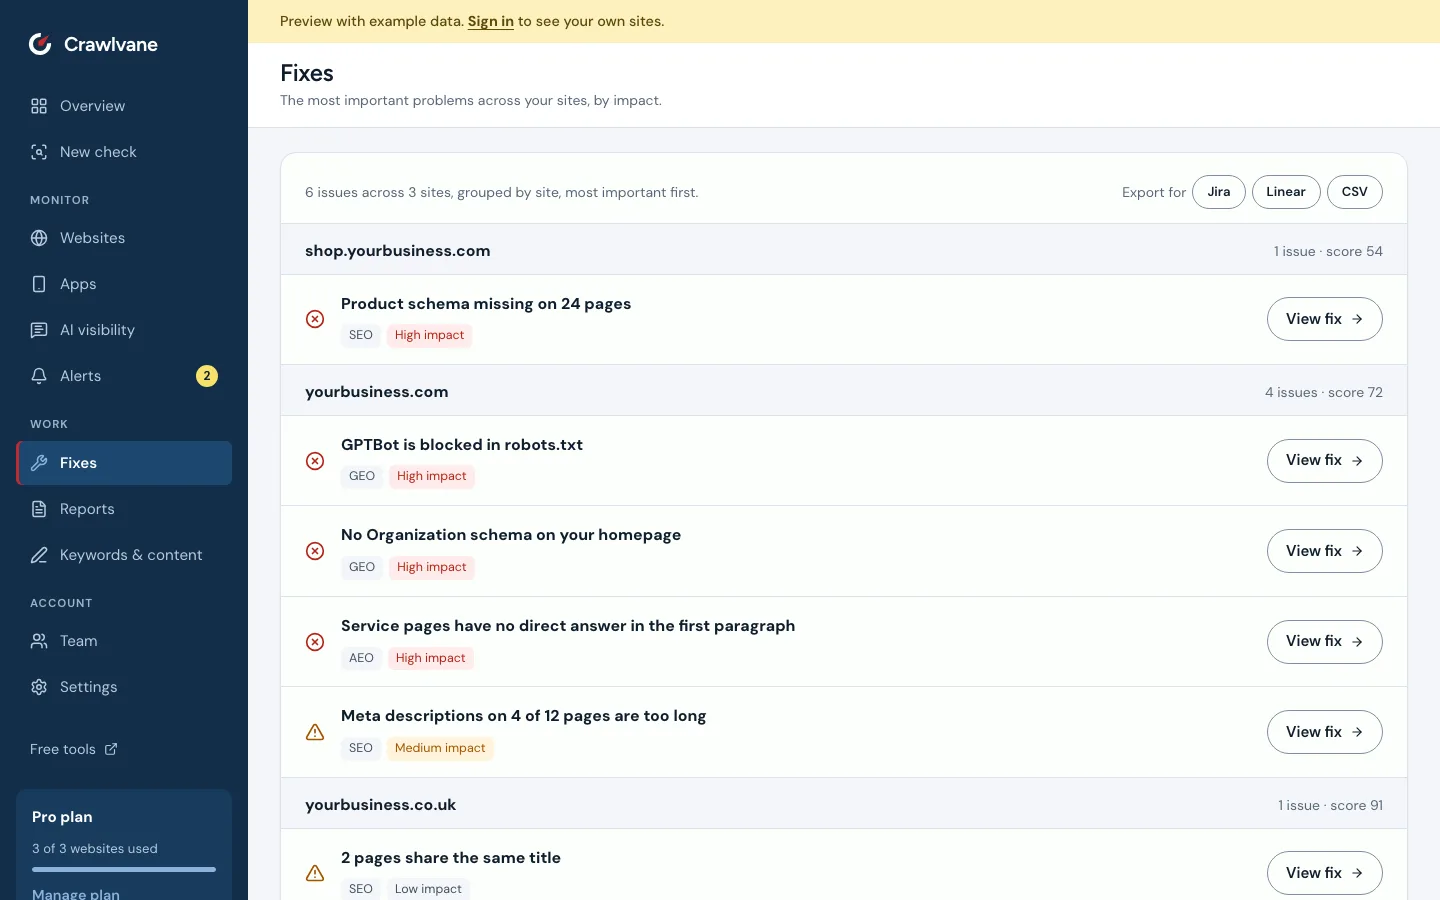 Crawlvane
Overview
New check
MONITOR
Websites
Apps
AI visibility
Alerts 2
WORK
Fixes
Reports
Keywords & content
ACCOUNT
Team
Settings
Free tools
Pro plan
3 of 3 websites used
Manage plan
Preview with example data. Sign in to see your own sites.
Fixes
The most important problems across your sites, by impact.
6 issues across 3 sites, grouped by site, most important first. Export for Jira Linear CSV
shop.yourbusiness.com 1 issue · score 54
Product schema missing on 24 pages
SEO High impact
View fix →
yourbusiness.com 4 issues · score 72
GPTBot is blocked in robots.txt
GEO High impact
View fix →
No Organization schema on your homepage
GEO High impact
View fix →
Service pages have no direct answer in the first paragraph
AEO High impact
View fix →
Meta descriptions on 4 of 12 pages are too long
SEO Medium impact
View fix →
yourbusiness.co.uk 1 issue · score 91
2 pages share the same title
SEO Low impact
View fix →